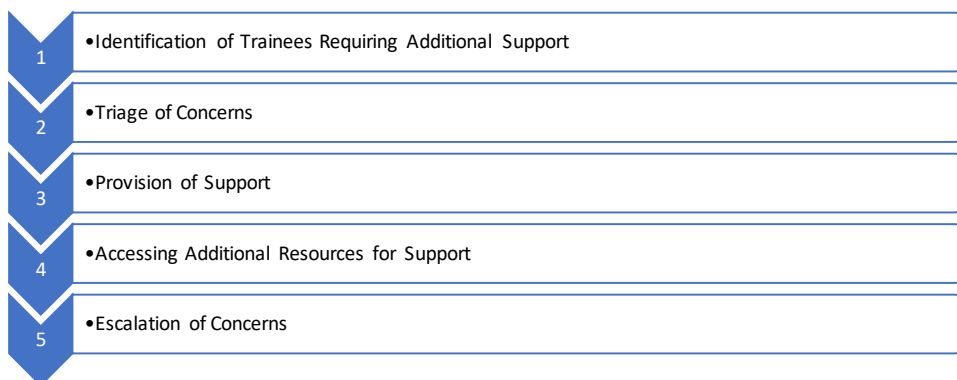 1 •Identification of Trainees Requiring Additional Support
2 •Triage of Concerns
3 •Provision of Support
4 •Accessing Additional Resources for Support
5 •Escalation of Concerns